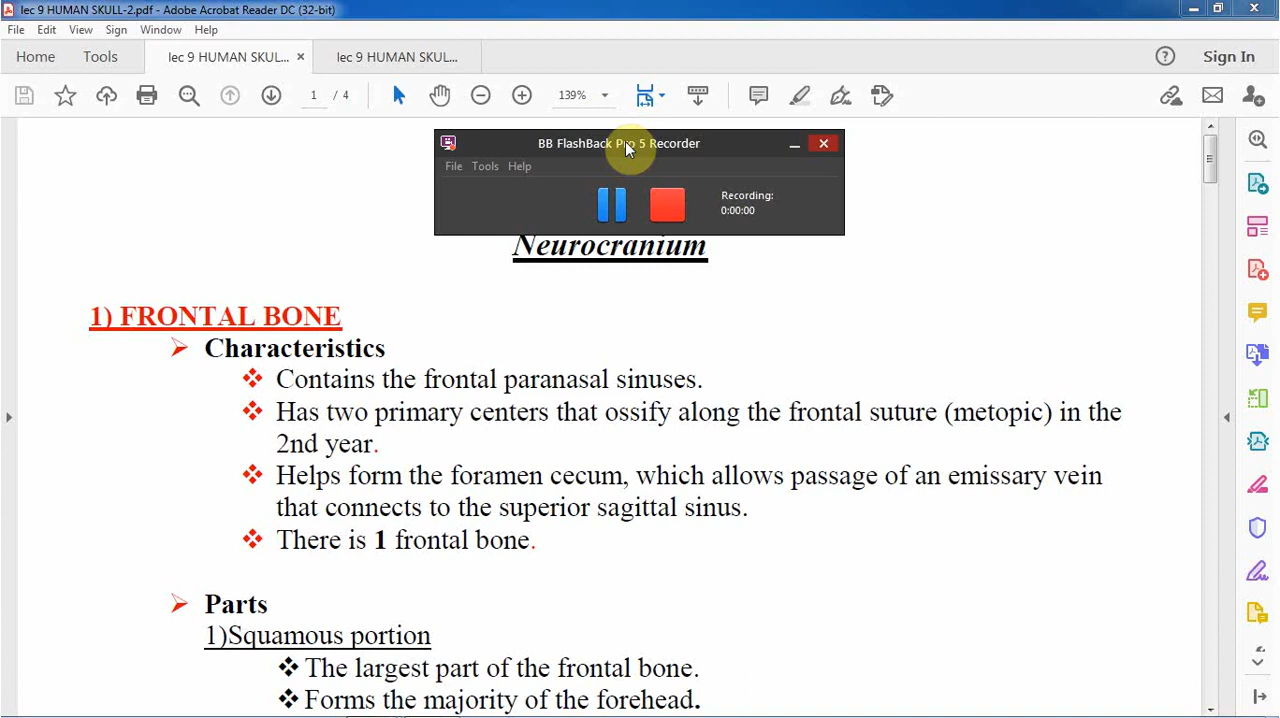 lec 9 HUMAN SKULL-2.pdf - Adobe Acrobat Reader DC (32-bit)
File Edit View Sign Window Help
Home Tools lec 9 HUMAN SKUL... × lec 9 HUMAN SKUL... Sign In
1 / 4 139%
BB FlashBack Pro 5 Recorder
File Tools Help
Recording:
0:00:00
Neurocranium
1) FRONTAL BONE
Characteristics
Contains the frontal paranasal sinuses.
Has two primary centers that ossify along the frontal suture (metopic) in the
2nd year.
Helps form the foramen cecum, which allows passage of an emissary vein
that connects to the superior sagittal sinus.
There is 1 frontal bone.
Parts
1)Squamous portion
The largest part of the frontal bone.
Forms the majority of the forehead.